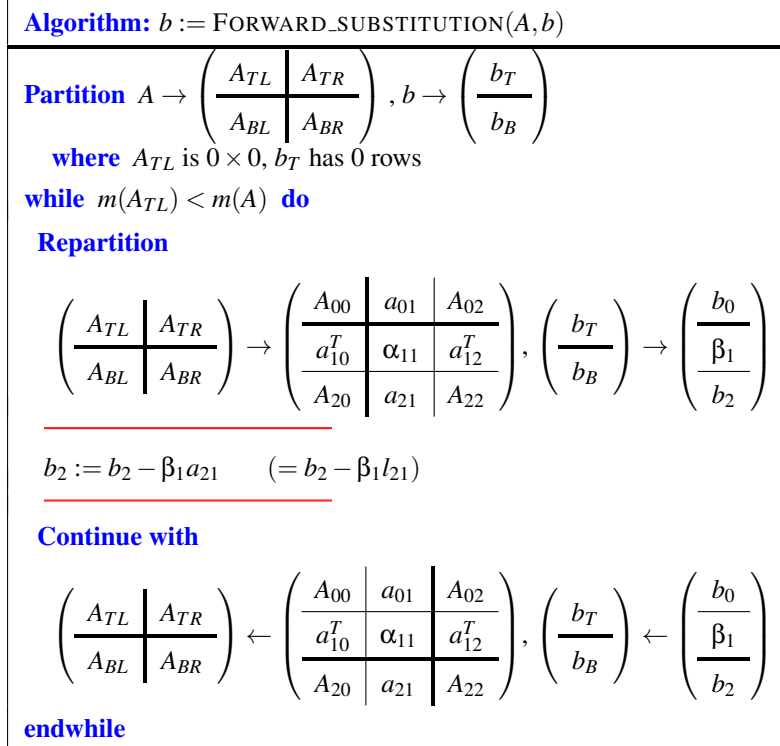 Algorithm: b := FORWARD_SUBSTITUTION(A,b)
Partition A → ( A_TL | A_TR ; A_BL | A_BR ) , b → ( b_T ; b_B )
where A_TL is 0 × 0, b_T has 0 rows
while m(A_TL) < m(A) do
Repartition
( A_TL | A_TR ; A_BL | A_BR ) → ( A_00 | a_01 | A_02 ; a_10^T | α_11 | a_12^T ; A_20 | a_21 | A_22 ) , ( b_T ; b_B ) → ( b_0 ; β_1 ; b_2 )
b_2 := b_2 − β_1 a_21 (= b_2 − β_1 l_21)
Continue with
( A_TL | A_TR ; A_BL | A_BR ) ← ( A_00 | a_01 | A_02 ; a_10^T | α_11 | a_12^T ; A_20 | a_21 | A_22 ) , ( b_T ; b_B ) ← ( b_0 ; β_1 ; b_2 )
endwhile